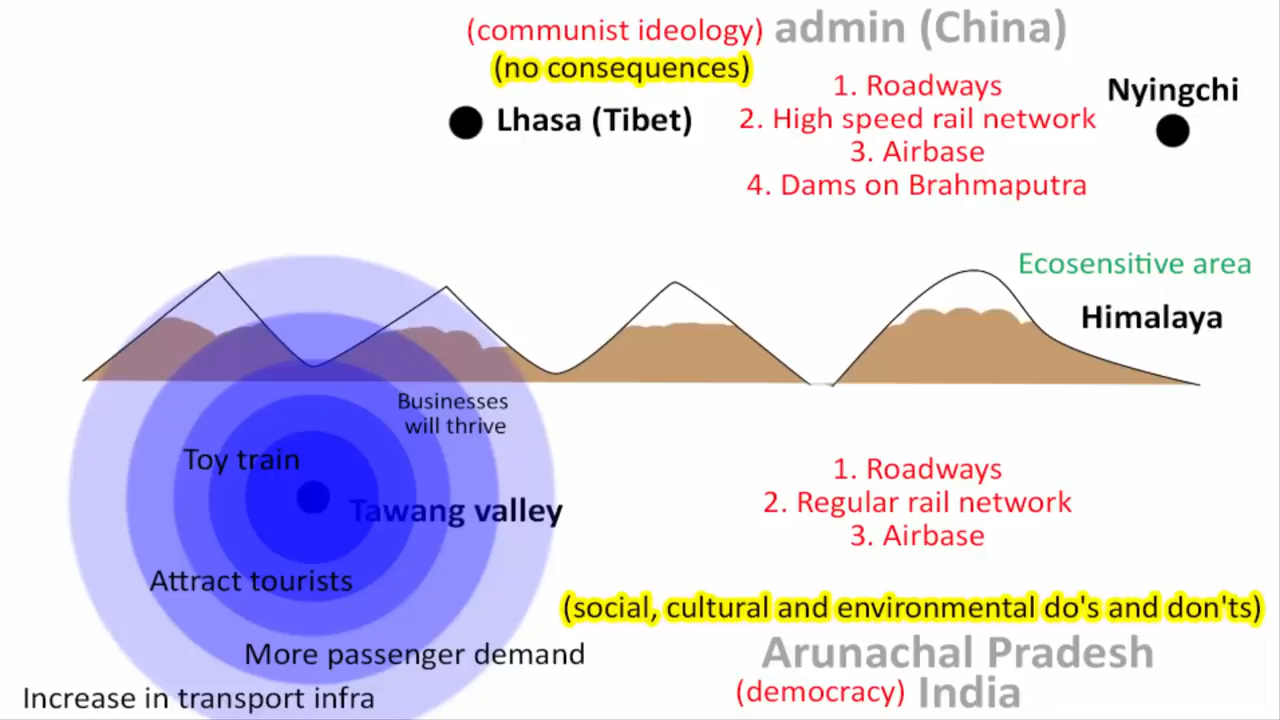 (communist ideology) admin (China)
(no consequences)
Lhasa (Tibet)
1. Roadways
2. High speed rail network
3. Airbase
4. Dams on Brahmaputra
Nyingchi
Ecosensitive area
Himalaya
Businesses
will thrive
Toy train
Tawang valley
Attract tourists
More passenger demand
Increase in transport infra
1. Roadways
2. Regular rail network
3. Airbase
(social, cultural and environmental do's and don'ts)
Arunachal Pradesh
(democracy) India